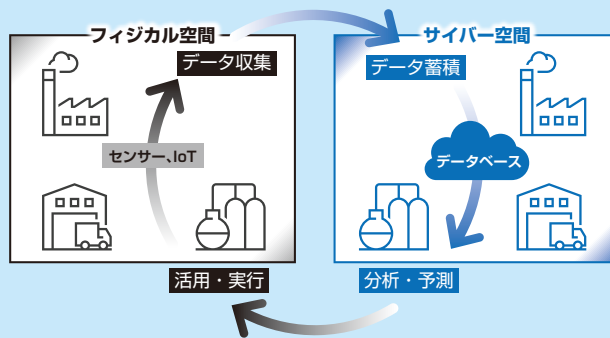 フィジカル空間
データ収集
センサー、IoT
活用・実行
サイバー空間
データ蓄積
データベース
分析・予測